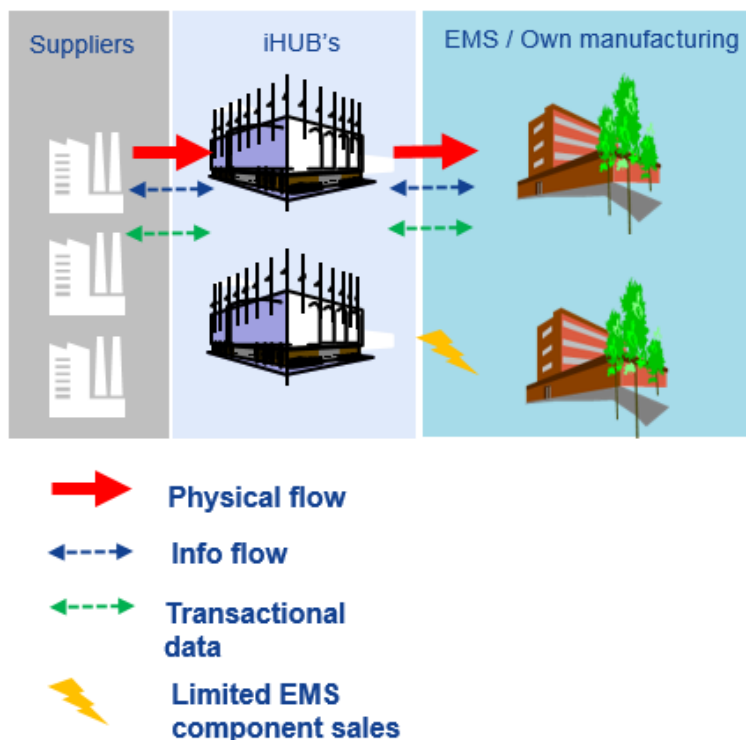 Suppliers
iHUB's
EMS / Own manufacturing
Physical flow
Info flow
Transactional
data
Limited EMS
component sales